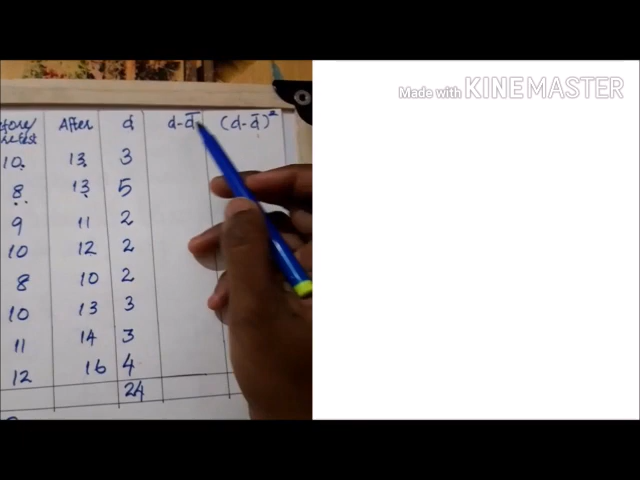 Made with KINEMASTER
After d d-d̄ (d-d̄)²
10 13 3
8 13 5
9 11 2
10 12 2
8 10 2
10 13 3
11 14 3
12 16 4
24